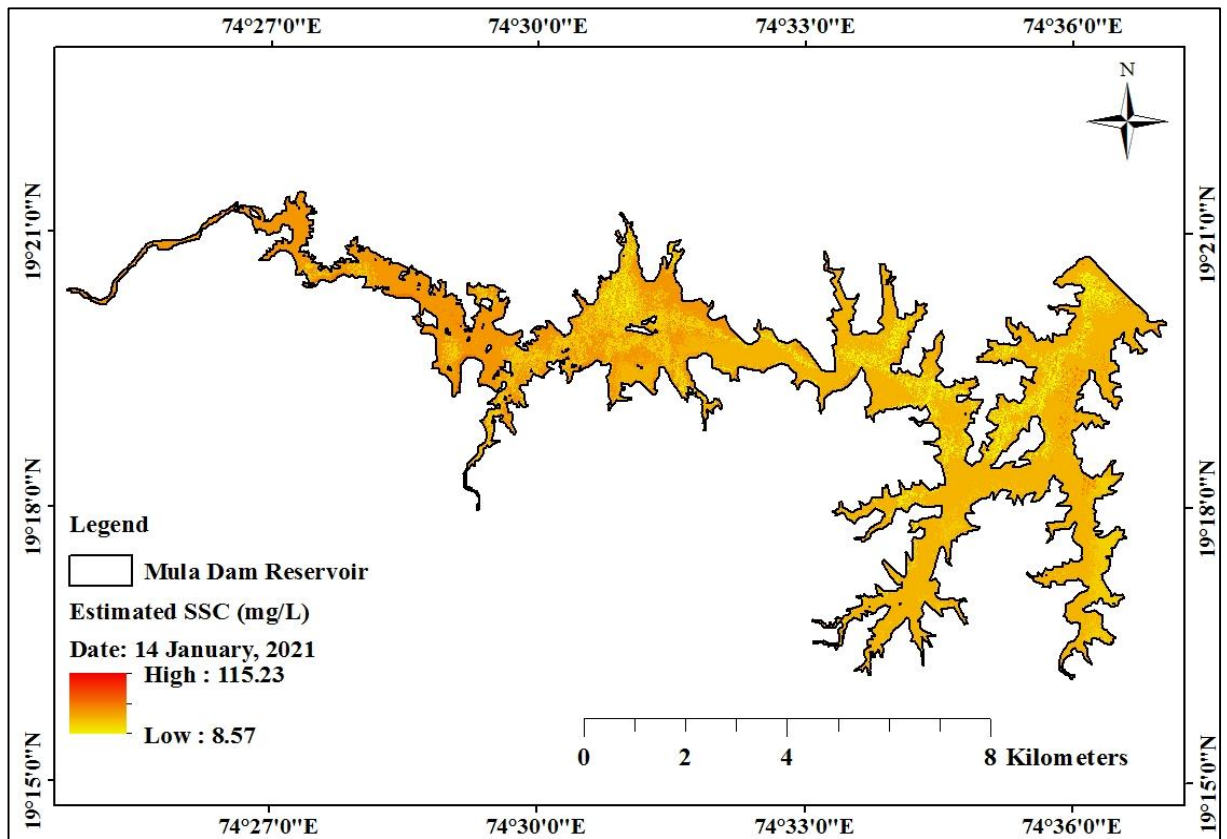 74°27'0"E 74°30'0"E 74°33'0"E 74°36'0"E
N
19°21'0"N 19°21'0"N
19°18'0"N 19°18'0"N
Legend
Mula Dam Reservoir
Estimated SSC (mg/L)
Date: 14 January, 2021
High : 115.23
Low : 8.57
0 2 4 8 Kilometers
19°15'0"N 19°15'0"N
74°27'0"E 74°30'0"E 74°33'0"E 74°36'0"E